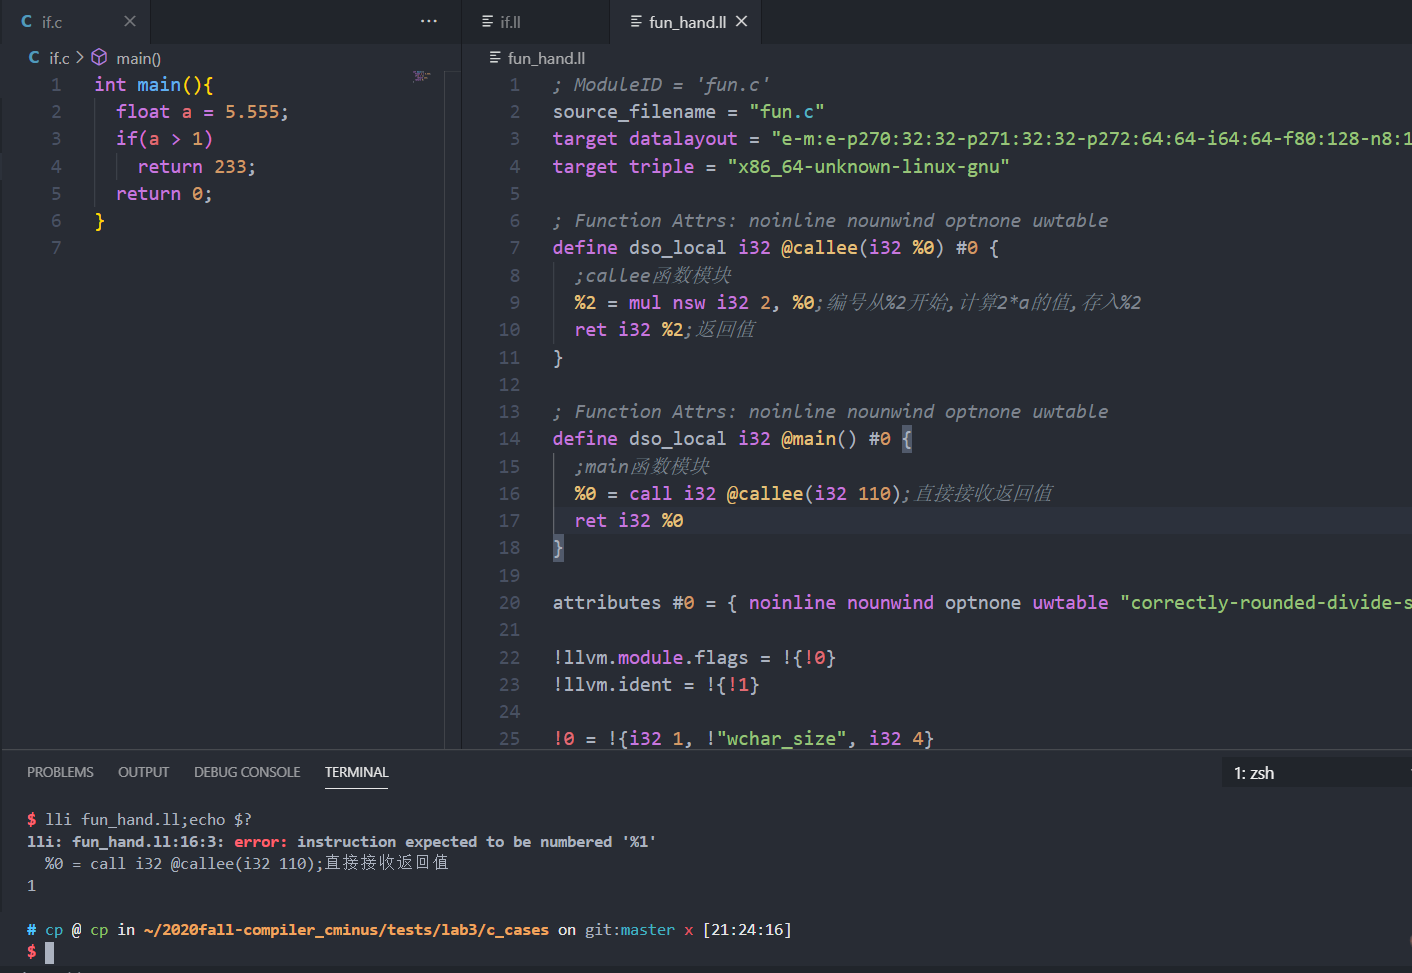 C if.c ×
if.ll
fun_hand.ll ×
C if.c > main()
fun_hand.ll
1 int main(){
2 float a = 5.555;
3 if(a > 1)
4 return 233;
5 return 0;
6 }
7
1 ; ModuleID = 'fun.c'
2 source_filename = "fun.c"
3 target datalayout = "e-m:e-p270:32:32-p271:32:32-p272:64:64-i64:64-f80:128-n8:1
4 target triple = "x86_64-unknown-linux-gnu"
5
6 ; Function Attrs: noinline nounwind optnone uwtable
7 define dso_local i32 @callee(i32 %0) #0 {
8 ;callee函数模块
9 %2 = mul nsw i32 2, %0;编号从%2开始,计算2*a的值,存入%2
10 ret i32 %2;返回值
11 }
12
13 ; Function Attrs: noinline nounwind optnone uwtable
14 define dso_local i32 @main() #0 {
15 ;main函数模块
16 %0 = call i32 @callee(i32 110);直接接收返回值
17 ret i32 %0
18 }
19
20 attributes #0 = { noinline nounwind optnone uwtable "correctly-rounded-divide-s
21
22 !llvm.module.flags = !{!0}
23 !llvm.ident = !{!1}
24
25 !0 = !{i32 1, !"wchar_size", i32 4}
PROBLEMS OUTPUT DEBUG CONSOLE TERMINAL 1: zsh
$ lli fun_hand.ll;echo $?
lli: fun_hand.ll:16:3: error: instruction expected to be numbered '%1'
%0 = call i32 @callee(i32 110);直接接收返回值
1
# cp @ cp in ~/2020fall-compiler_cminus/tests/lab3/c_cases on git:master x [21:24:16]
$